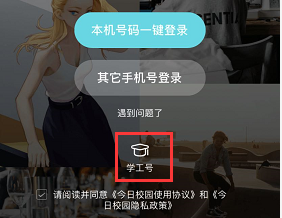 本机号码一键登录
其它手机号登录
遇到问题了
学工号
请阅读并同意《今日校园使用协议》和《今
日校园隐私政策》